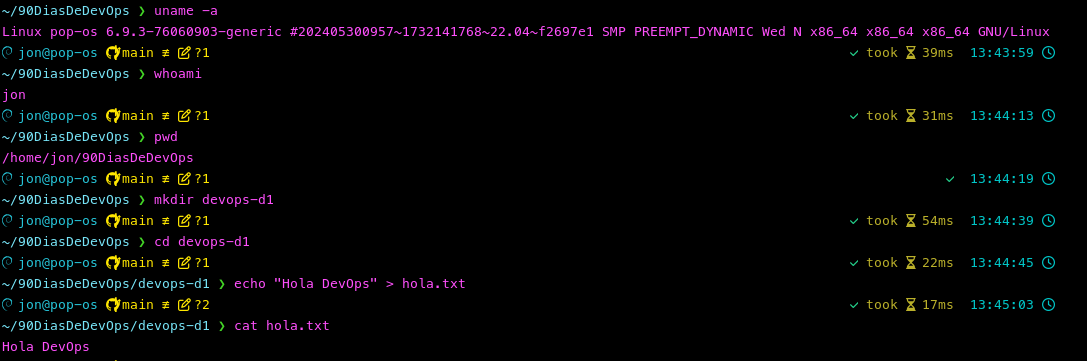 ~/90DiasDeDevOps ❯ uname -a
Linux pop-os 6.9.3-76060903-generic #202405300957~1732141768~22.04~f2697e1 SMP PREEMPT_DYNAMIC Wed N x86_64 x86_64 x86_64 GNU/Linux
jon@pop-os main ≢ ?1 ✓ took 39ms 13:43:59
~/90DiasDeDevOps ❯ whoami
jon
jon@pop-os main ≢ ?1 ✓ took 31ms 13:44:13
~/90DiasDeDevOps ❯ pwd
/home/jon/90DiasDeDevOps
jon@pop-os main ≢ ?1 ✓ 13:44:19
~/90DiasDeDevOps ❯ mkdir devops-d1
jon@pop-os main ≢ ?1 ✓ took 54ms 13:44:39
~/90DiasDeDevOps ❯ cd devops-d1
jon@pop-os main ≢ ?1 ✓ took 22ms 13:44:45
~/90DiasDeDevOps/devops-d1 ❯ echo "Hola DevOps" > hola.txt
jon@pop-os main ≢ ?2 ✓ took 17ms 13:45:03
~/90DiasDeDevOps/devops-d1 ❯ cat hola.txt
Hola DevOps